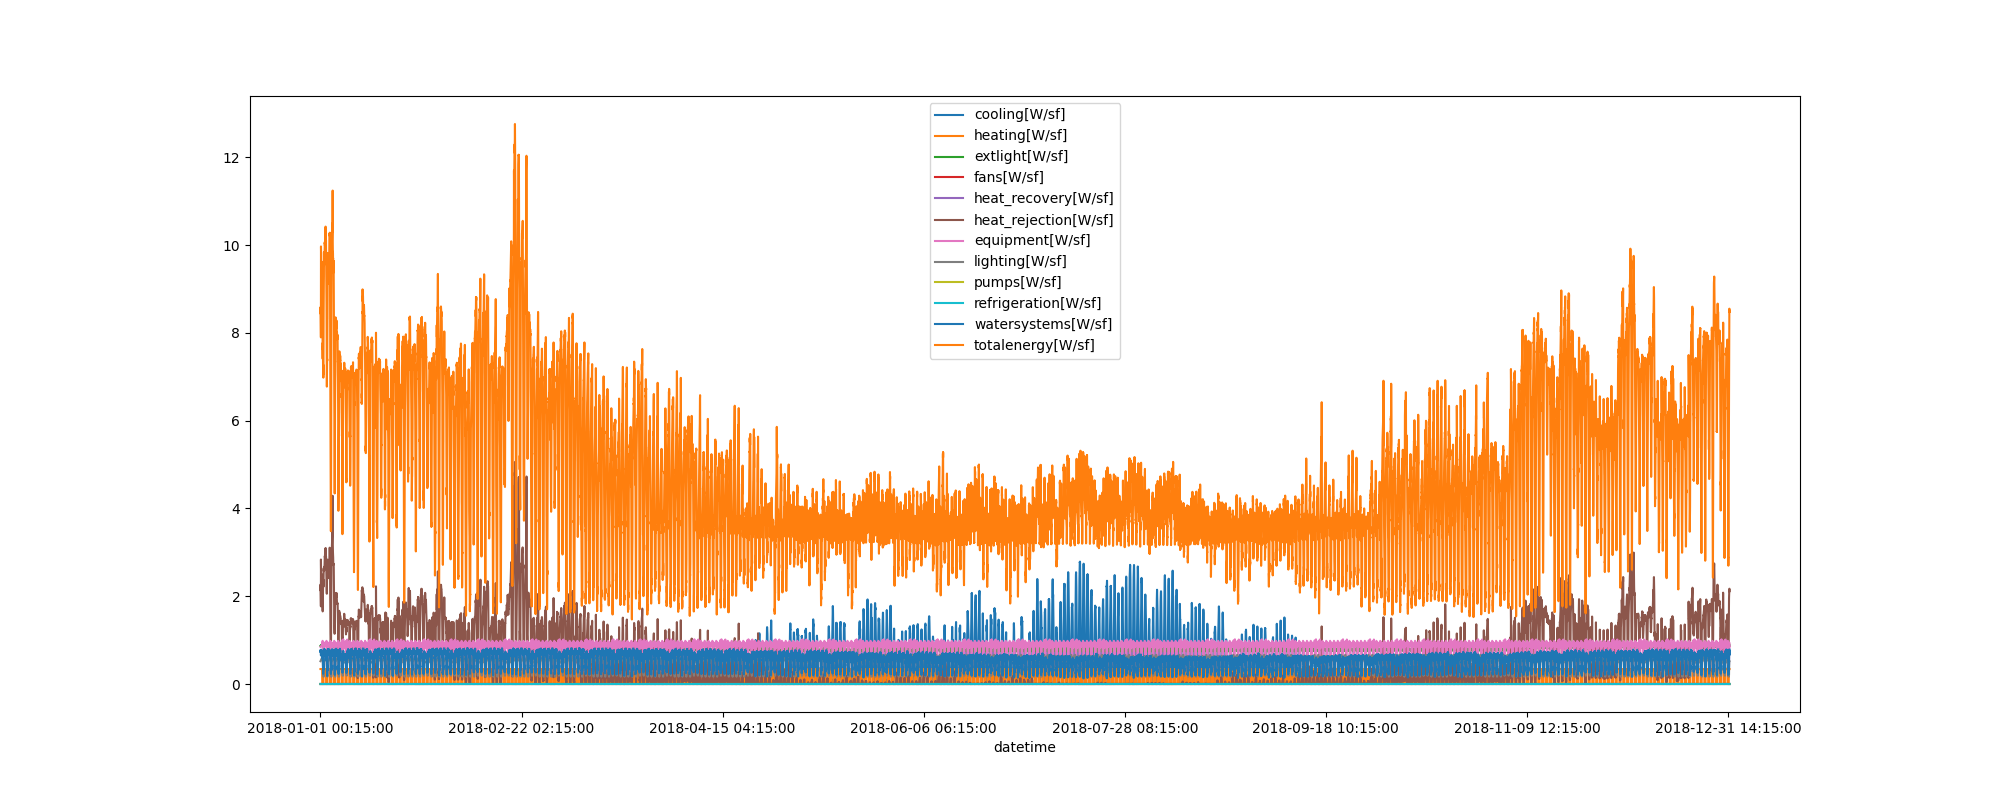 cooling[W/sf]
heating[W/sf]
extlight[W/sf]
fans[W/sf]
heat_recovery[W/sf]
heat_rejection[W/sf]
equipment[W/sf]
lighting[W/sf]
pumps[W/sf]
refrigeration[W/sf]
watersystems[W/sf]
totalenergy[W/sf]
12
10
8
6
4
2
0
2018-01-01 00:15:00 2018-02-22 02:15:00 2018-04-15 04:15:00 2018-06-06 06:15:00 2018-07-28 08:15:00 2018-09-18 10:15:00 2018-11-09 12:15:00 2018-12-31 14:15:00
datetime